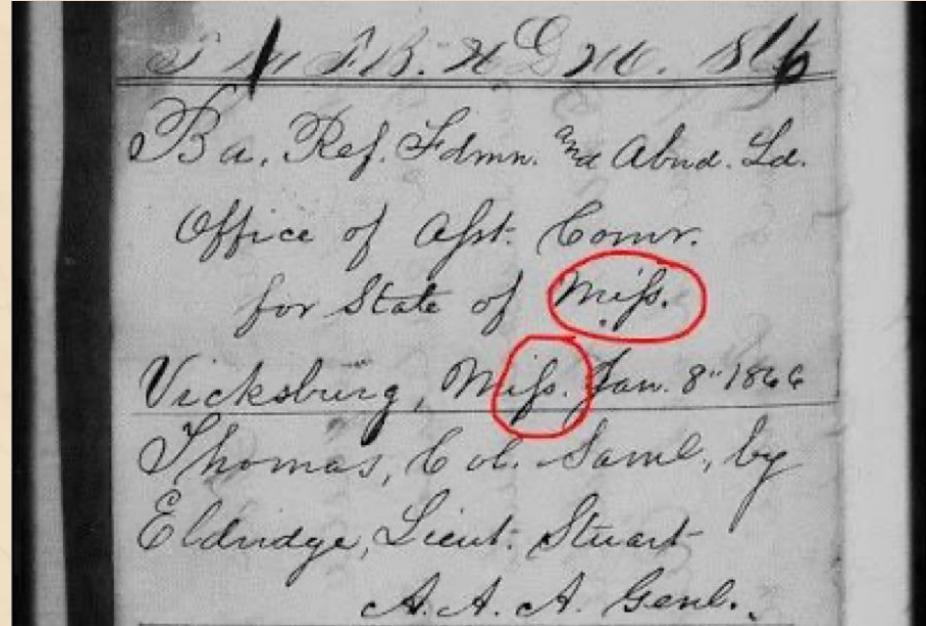 F.B.
Ba. Ref. Fdmn. and Abnd. Ld.
Office of Aſst. Comr.
for State of Miſs.
Vicksburg, Miſs. Jan. 8" 1866
Thomas, Col. Saml., by
Eldridge, Lieut. Stuart
A. A. A. Genl.